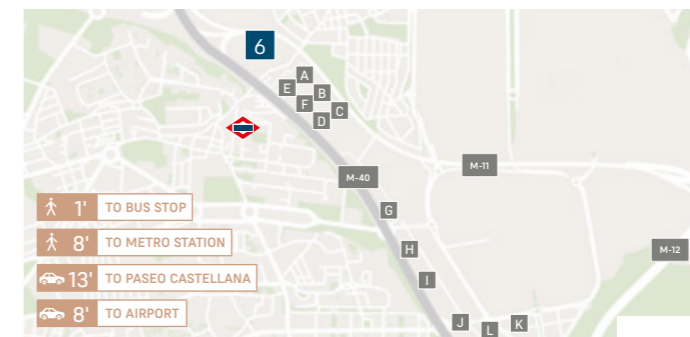 6
A
E
B
F
C
D
M-40
M-11
G
1' TO BUS STOP
8' TO METRO STATION
H
M-12
13' TO PASEO CASTELLANA
I
8' TO AIRPORT
J
L
K